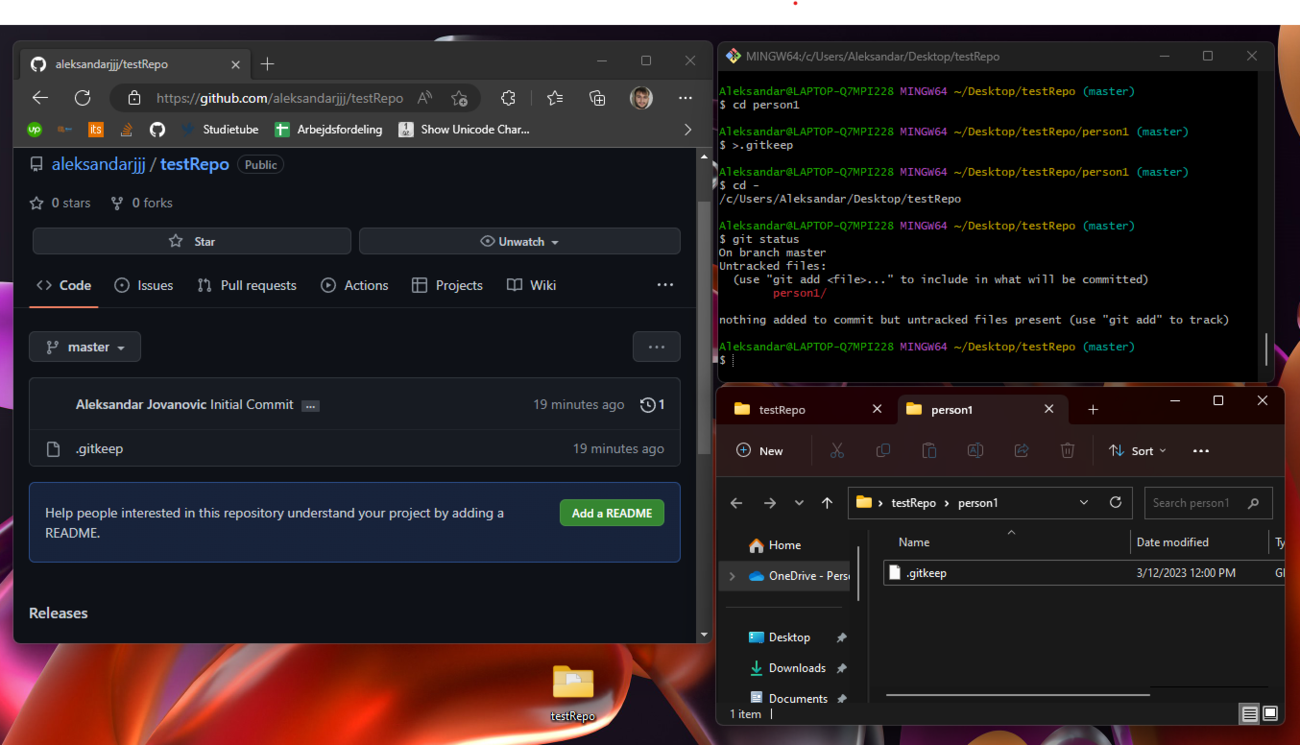 aleksandarjjj/testRepo
https://github.com/aleksandarjjj/testRepo
up
its
Studietube
Arbejdsfordeling
Show Unicode Char...
aleksandarjjj / testRepo Public
0 stars 0 forks
Star
Unwatch
Code Issues Pull requests Actions Projects Wiki ...
master
...
Aleksandar Jovanovic Initial Commit ... 19 minutes ago 1
.gitkeep 19 minutes ago
Help people interested in this repository understand your project by adding a
README.
Add a README
Releases
MINGW64:/c/Users/Aleksandar/Desktop/testRepo
Aleksandar@LAPTOP-Q7MPI228 MINGW64 ~/Desktop/testRepo (master)
$ cd person1
Aleksandar@LAPTOP-Q7MPI228 MINGW64 ~/Desktop/testRepo/person1 (master)
$ >.gitkeep
Aleksandar@LAPTOP-Q7MPI228 MINGW64 ~/Desktop/testRepo/person1 (master)
$ cd -
/c/Users/Aleksandar/Desktop/testRepo
Aleksandar@LAPTOP-Q7MPI228 MINGW64 ~/Desktop/testRepo (master)
$ git status
On branch master
Untracked files:
(use "git add <file>..." to include in what will be committed)
person1/
nothing added to commit but untracked files present (use "git add" to track)
Aleksandar@LAPTOP-Q7MPI228 MINGW64 ~/Desktop/testRepo (master)
$
testRepo
person1
New
Sort
...
testRepo > person1
Search person1
Home
OneDrive - Pers
Desktop
Downloads
Documents
Name Date modified Ty
.gitkeep 3/12/2023 12:00 PM GI
1 item
testRepo